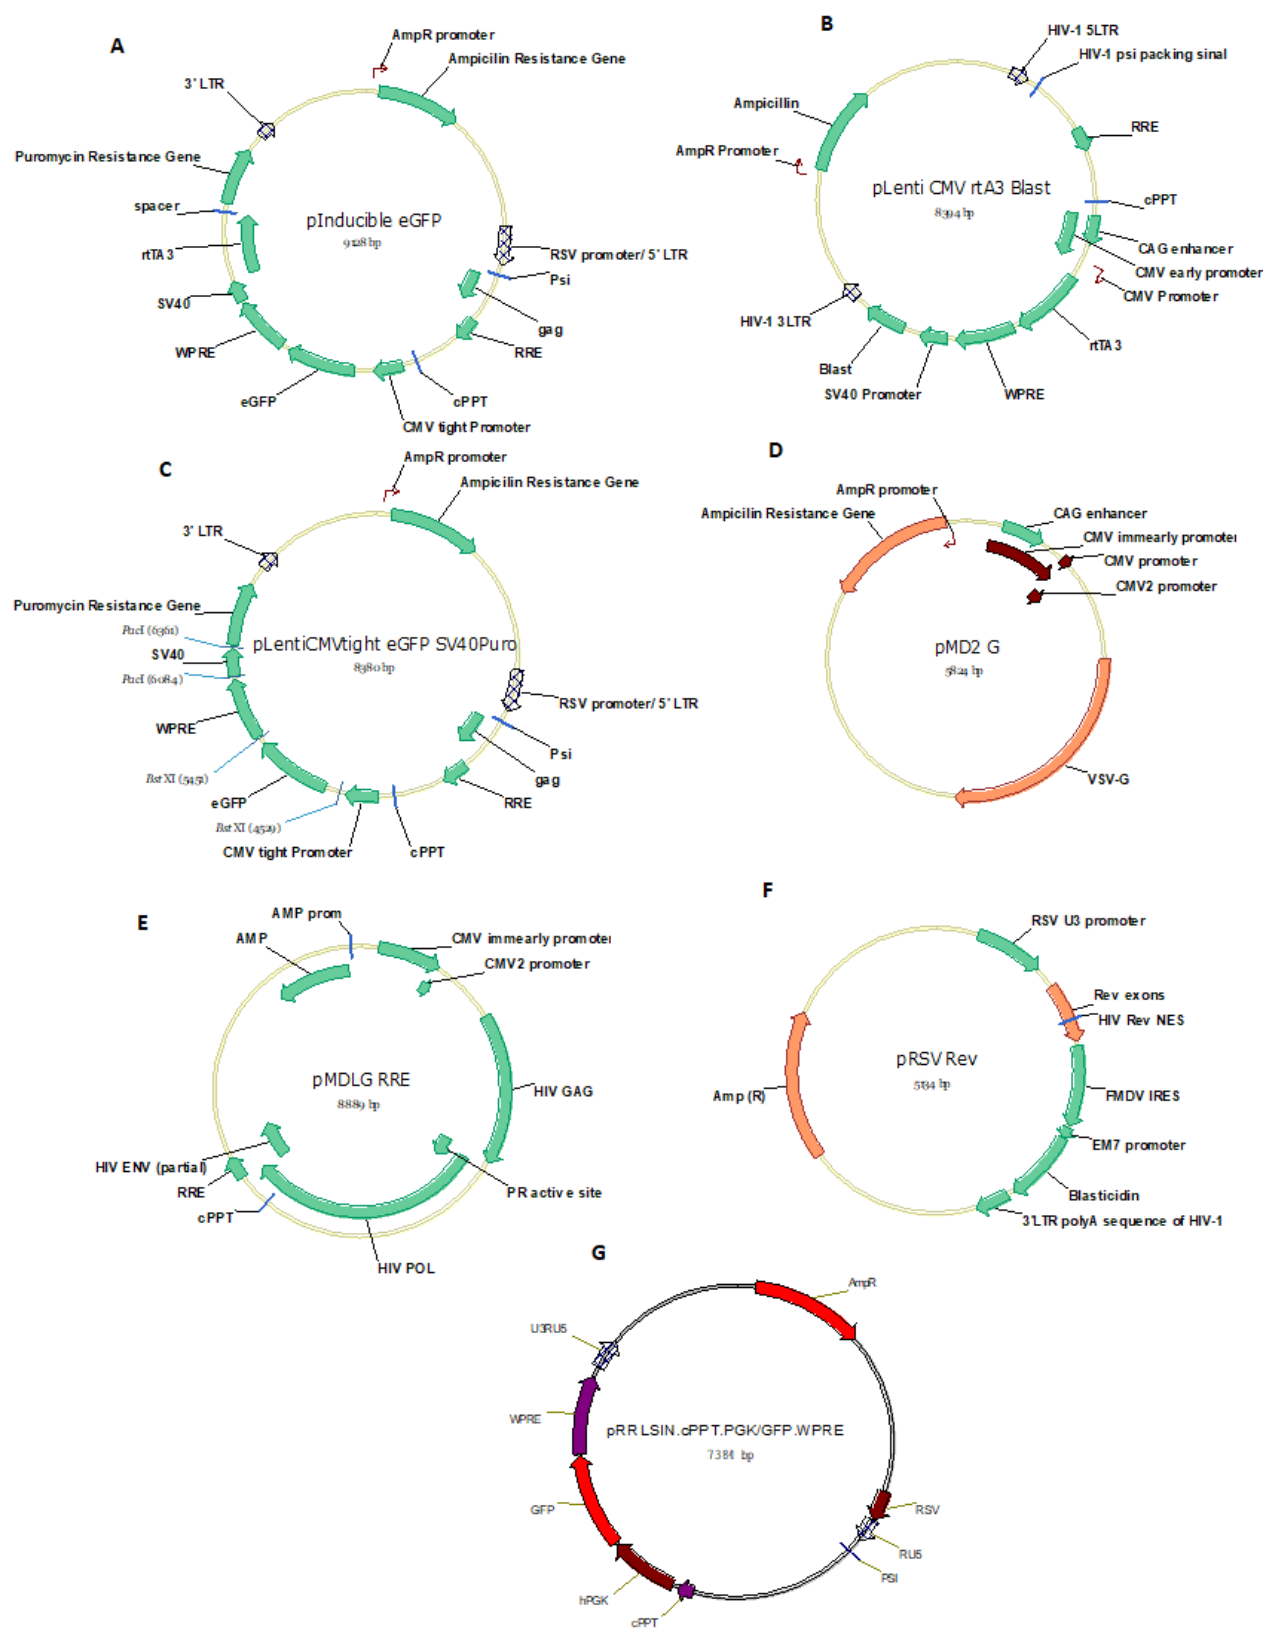 A
AmpR promoter
Ampicilin Resistance Gene
3' LTR
Puromycin Resistance Gene
spacer
rtTA3
SV40
WPRE
eGFP
pInducible eGFP
9128 bp
RSV promoter/ 5' LTR
Psi
gag
RRE
cPPT
CMV tight Promoter
B
HIV-1 5LTR
HIV-1 psi packing sinal
Ampicillin
AmpR Promoter
RRE
pLenti CMV rtA3 Blast
8394 bp
cPPT
CAG enhancer
CMV early promoter
CMV Promoter
HIV-1 3LTR
rtTA3
Blast
SV40 Promoter
WPRE
C
AmpR promoter
Ampicilin Resistance Gene
3' LTR
Puromycin Resistance Gene
PacI (6361)
SV40
PacI (6084)
WPRE
BstXI (5451)
eGFP
BstXI (4529)
CMV tight Promoter
pLentiCMVtight eGFP SV40Puro
8380 bp
RSV promoter/ 5' LTR
Psi
gag
RRE
cPPT
D
AmpR promoter
Ampicilin Resistance Gene
CAG enhancer
CMV immearly promoter
CMV promoter
CMV2 promoter
pMD2 G
5824 bp
VSV-G
E
AMP prom
AMP
CMV immearly promoter
CMV2 promoter
pMDLG RRE
8889 bp
HIV GAG
HIV ENV (partial)
RRE
cPPT
PR active site
HIV POL
F
RSV U3 promoter
Rev exons
HIV Rev NES
pRSV Rev
5134 bp
Amp (R)
FMDV IRES
EM7 promoter
Blasticidin
3'LTR polyA sequence of HIV-1
G
AmpR
U3RU5
WPRE
pRRLSIN.cPPT.PGK/GFP.WPRE
7384 bp
GFP
RSV
RU5
PSI
hPGK
cPPT